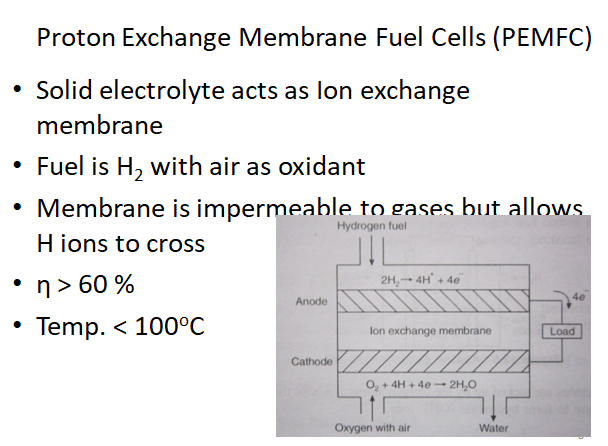 Proton Exchange Membrane Fuel Cells (PEMFC)
• Solid electrolyte acts as Ion exchange
membrane
• Fuel is H₂ with air as oxidant
• Membrane is impermeable to gases but allows
H ions to cross
• η > 60 %
• Temp. < 100⁰C
Hydrogen fuel
2H₂ → 4H⁺ + 4e⁻
Anode
4e⁻
Ion exchange membrane
Load
Cathode
O₂ + 4H + 4e → 2H₂O
Oxygen with air
Water